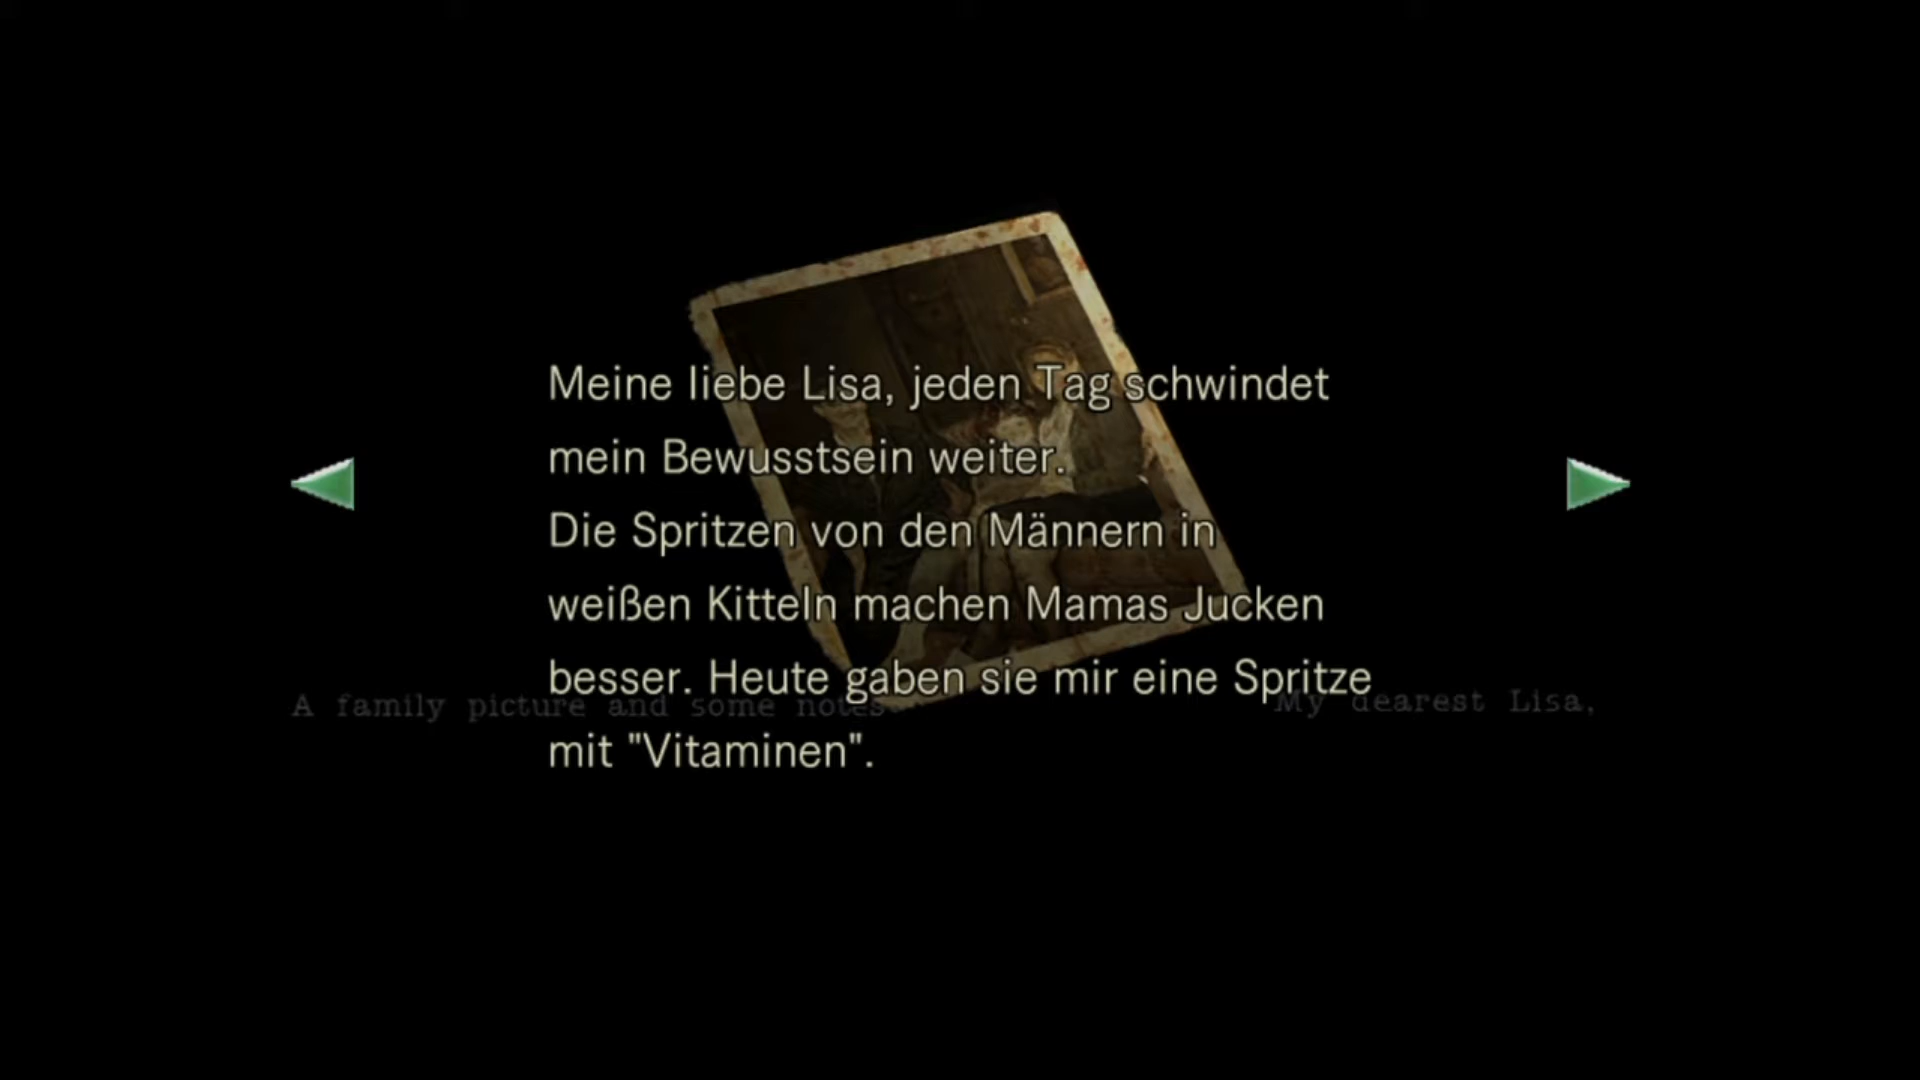 Meine liebe Lisa, jeden Tag schwindet
mein Bewusstsein weiter.
Die Spritzen von den Männern in
weißen Kitteln machen Mamas Jucken
besser. Heute gaben sie mir eine Spritze
mit "Vitaminen".
A family picture and some notes.
My dearest Lisa,